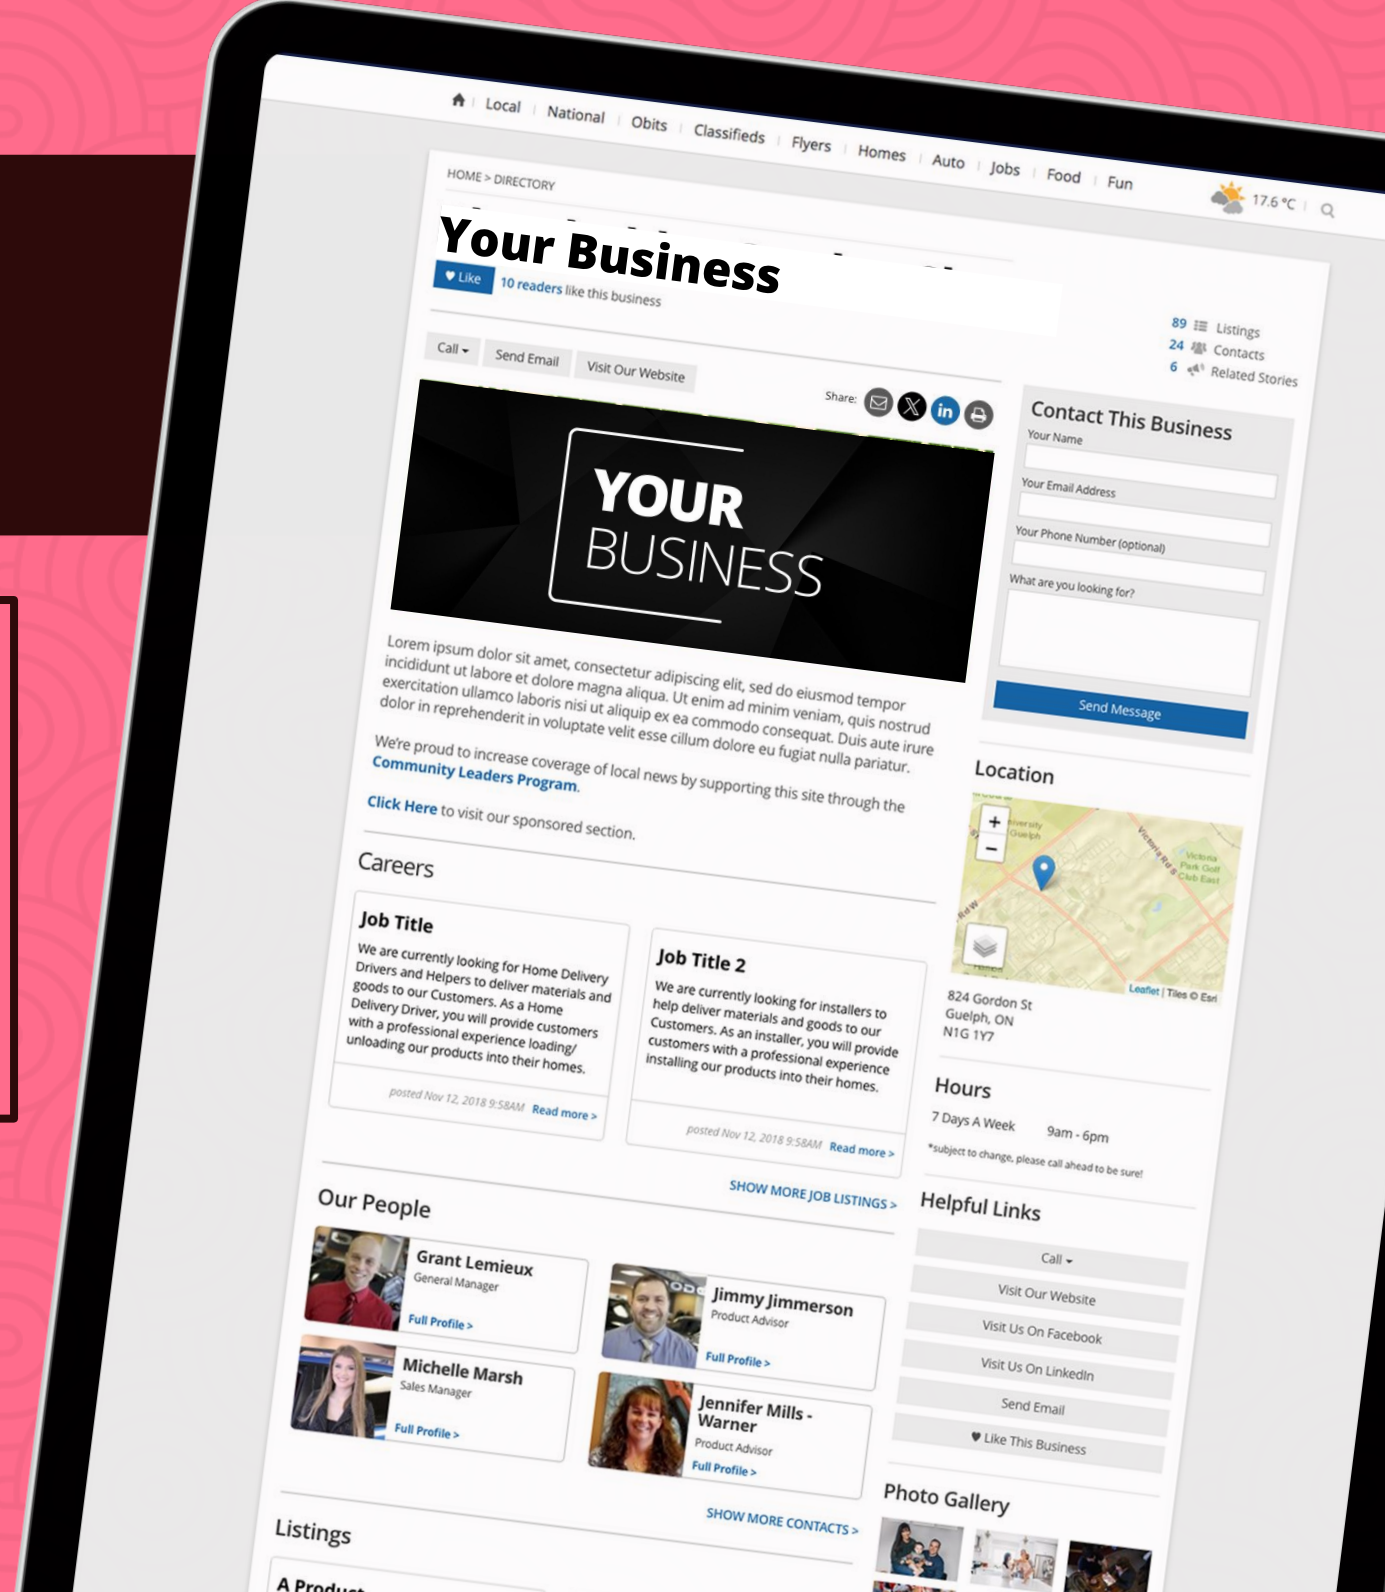 Local
National
Obits
Classifieds
Flyers
Homes
Auto
Jobs
Food
Fun
17.6 °C
HOME > DIRECTORY
Your Business
Like
10 readers like this business
89 Listings
24 Contacts
6 Related Stories
Call
Send Email
Visit Our Website
Share:
in
YOUR
BUSINESS
Lorem ipsum dolor sit amet, consectetur adipiscing elit, sed do eiusmod tempor
incididunt ut labore et dolore magna aliqua. Ut enim ad minim veniam, quis nostrud
exercitation ullamco laboris nisi ut aliquip ex ea commodo consequat. Duis aute irure
dolor in reprehenderit in voluptate velit esse cillum dolore eu fugiat nulla pariatur.
We're proud to increase coverage of local news by supporting this site through the
Community Leaders Program.
Click Here to visit our sponsored section.
Careers
Job Title
We are currently looking for Home Delivery
Drivers and Helpers to deliver materials and
goods to our Customers. As a Home
Delivery Driver, you will provide customers
with a professional experience loading/
unloading our products into their homes.
posted Nov 12, 2018 9:58AM Read more >
Job Title 2
We are currently looking for installers to
help deliver materials and goods to our
Customers. As an installer, you will provide
customers with a professional experience
installing our products into their homes.
posted Nov 12, 2018 9:58AM Read more >
SHOW MORE JOB LISTINGS >
Our People
Grant Lemieux
General Manager
Full Profile >
Jimmy Jimmerson
Product Advisor
Full Profile >
Michelle Marsh
Sales Manager
Full Profile >
Jennifer Mills -
Warner
Product Advisor
Full Profile >
SHOW MORE CONTACTS >
Listings
A Product
Contact This Business
Your Name
Your Email Address
Your Phone Number (optional)
What are you looking for?
Send Message
Location
+
−
Guelph
Victoria Rd S
Victoria
Park Golf
Club East
Rd W
Leaflet | Tiles © Esri
824 Gordon St
Guelph, ON
N1G 1Y7
Hours
7 Days A Week 9am - 6pm
*subject to change, please call ahead to be sure!
Helpful Links
Call
Visit Our Website
Visit Us On Facebook
Visit Us On LinkedIn
Send Email
Like This Business
Photo Gallery